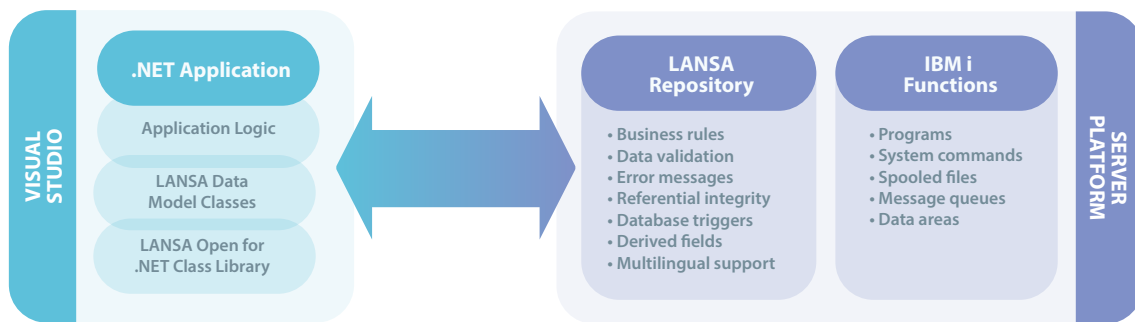 VISUAL
STUDIO
.NET Application
Application Logic
LANSA Data
Model Classes
LANSA Open for
.NET Class Library
LANSA
Repository
• Business rules
• Data validation
• Error messages
• Referential integrity
• Database triggers
• Derived fields
• Multilingual support
IBM i
Functions
• Programs
• System commands
• Spooled files
• Message queues
• Data areas
SERVER
PLATFORM